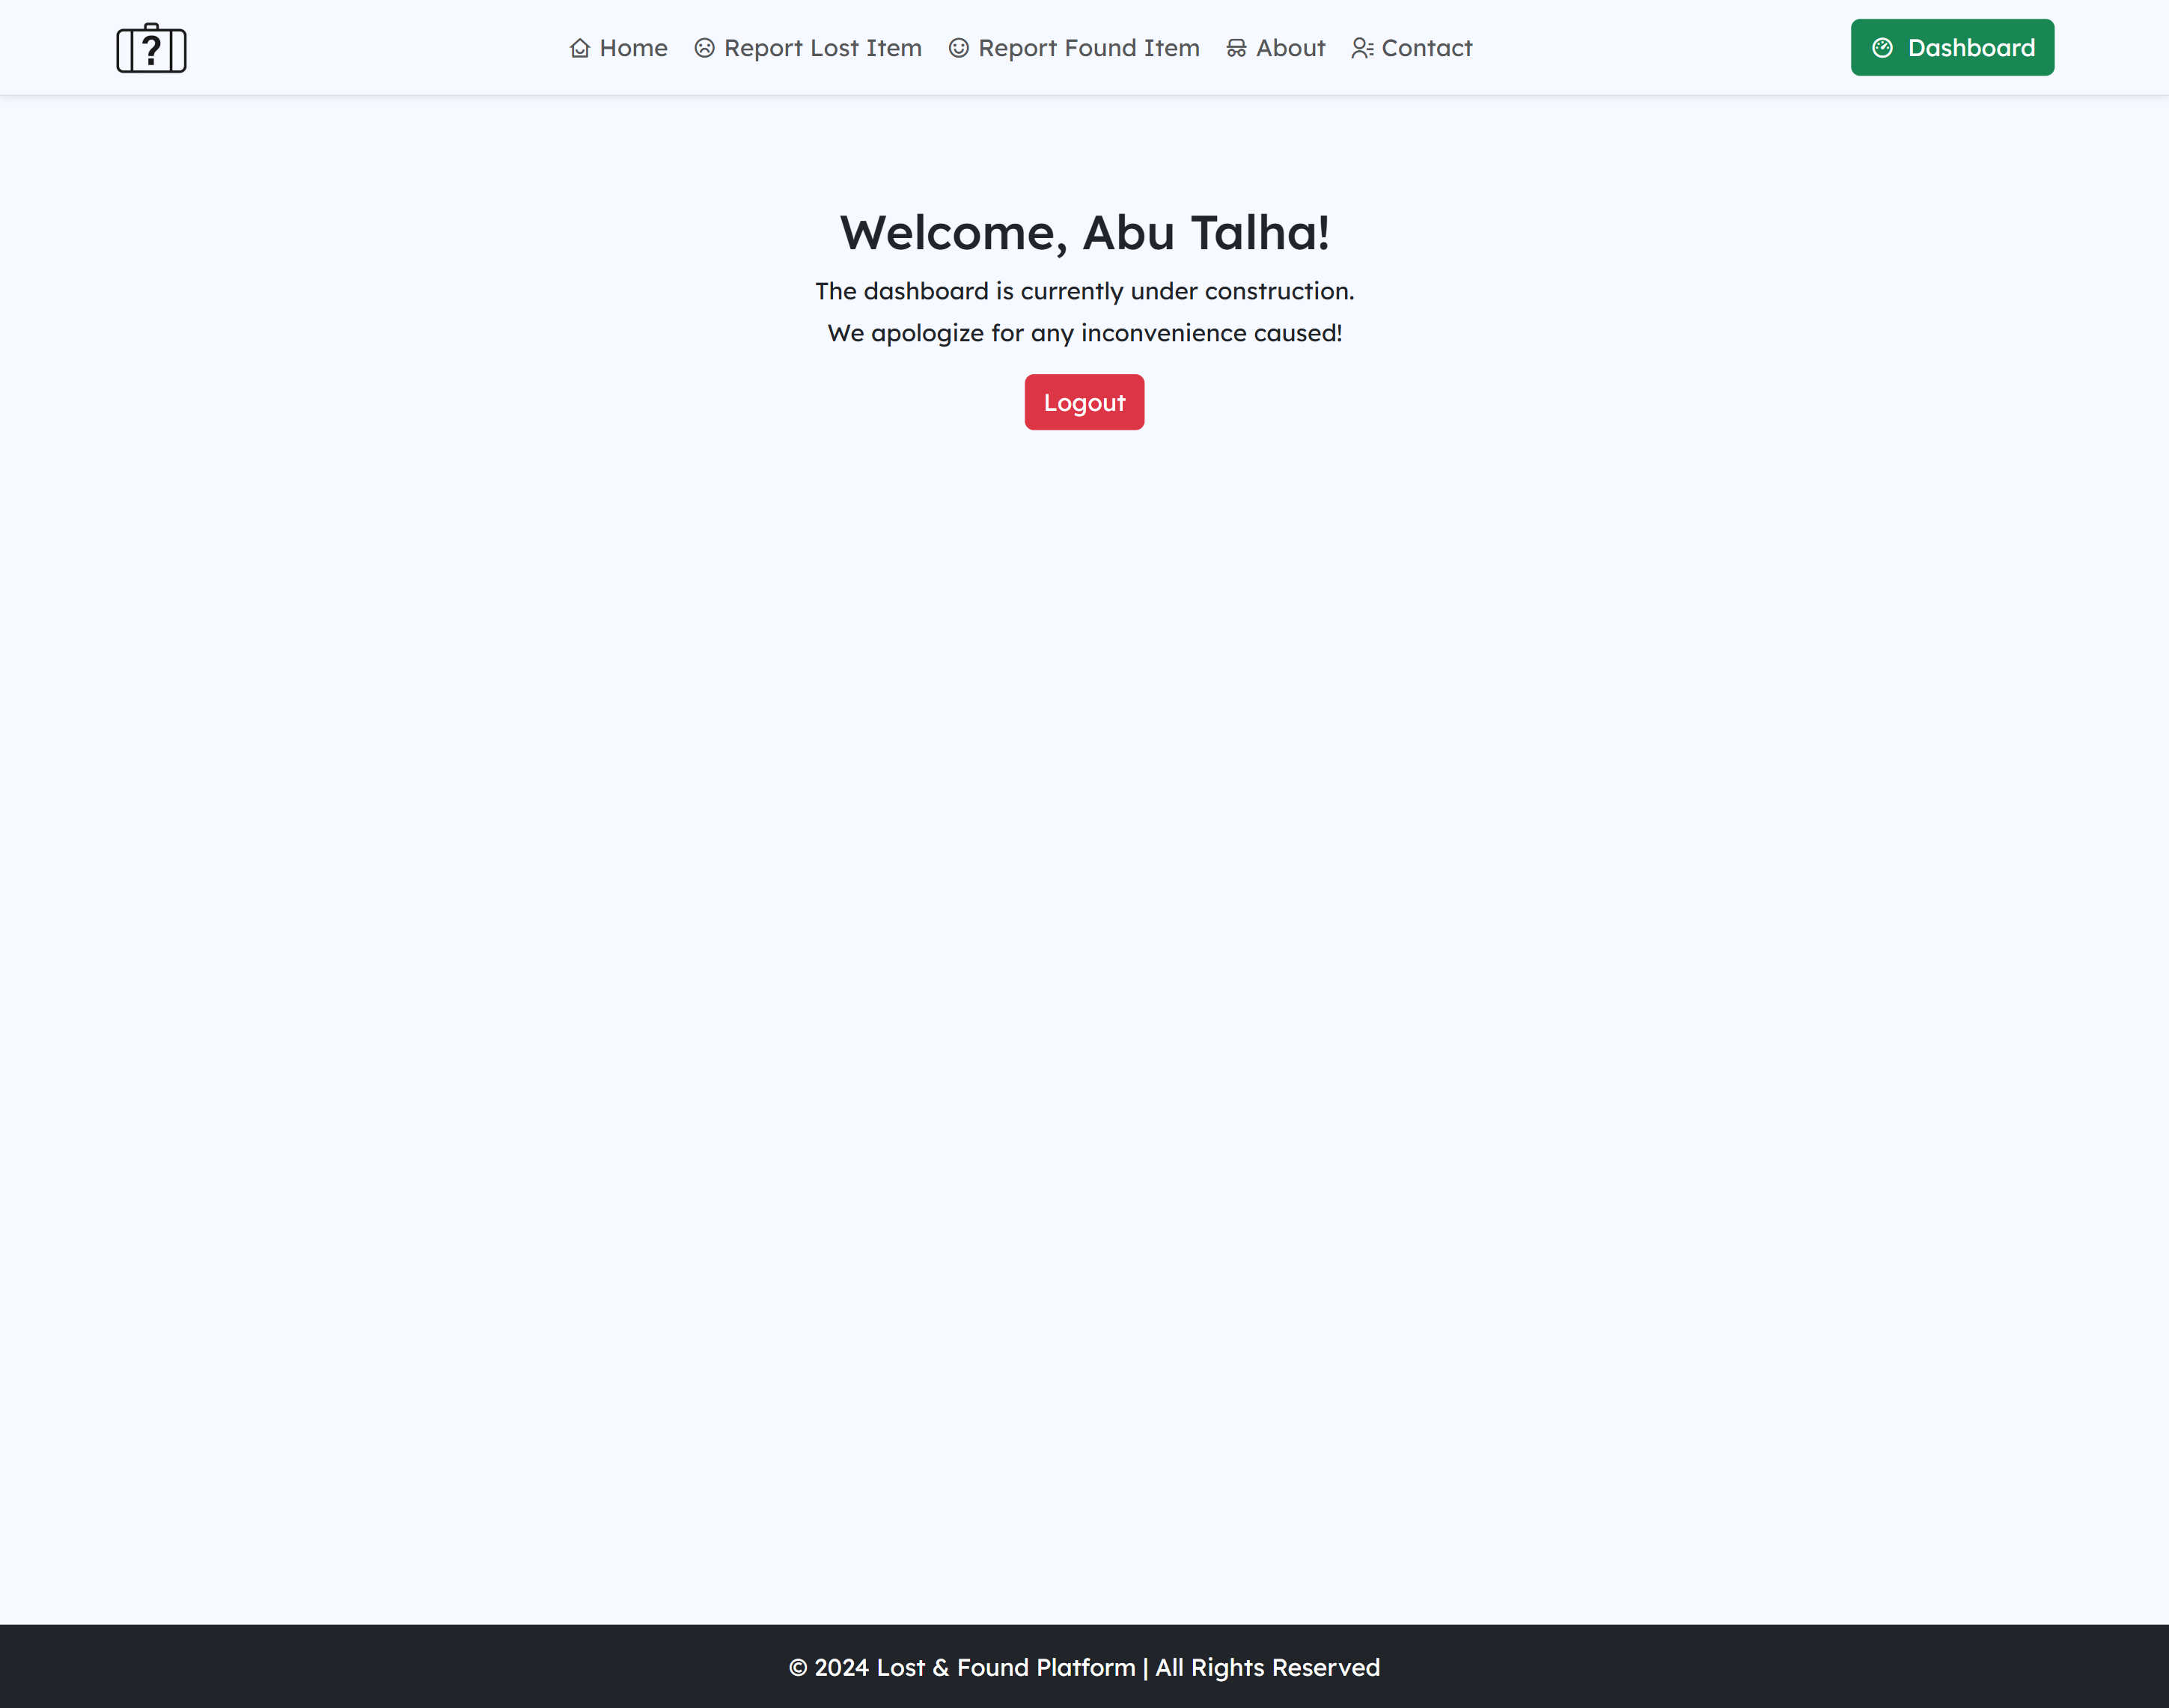 ?
Home Report Lost Item Report Found Item About Contact Dashboard
Welcome, Abu Talha!
The dashboard is currently under construction.
We apologize for any inconvenience caused!
Logout
© 2024 Lost & Found Platform | All Rights Reserved